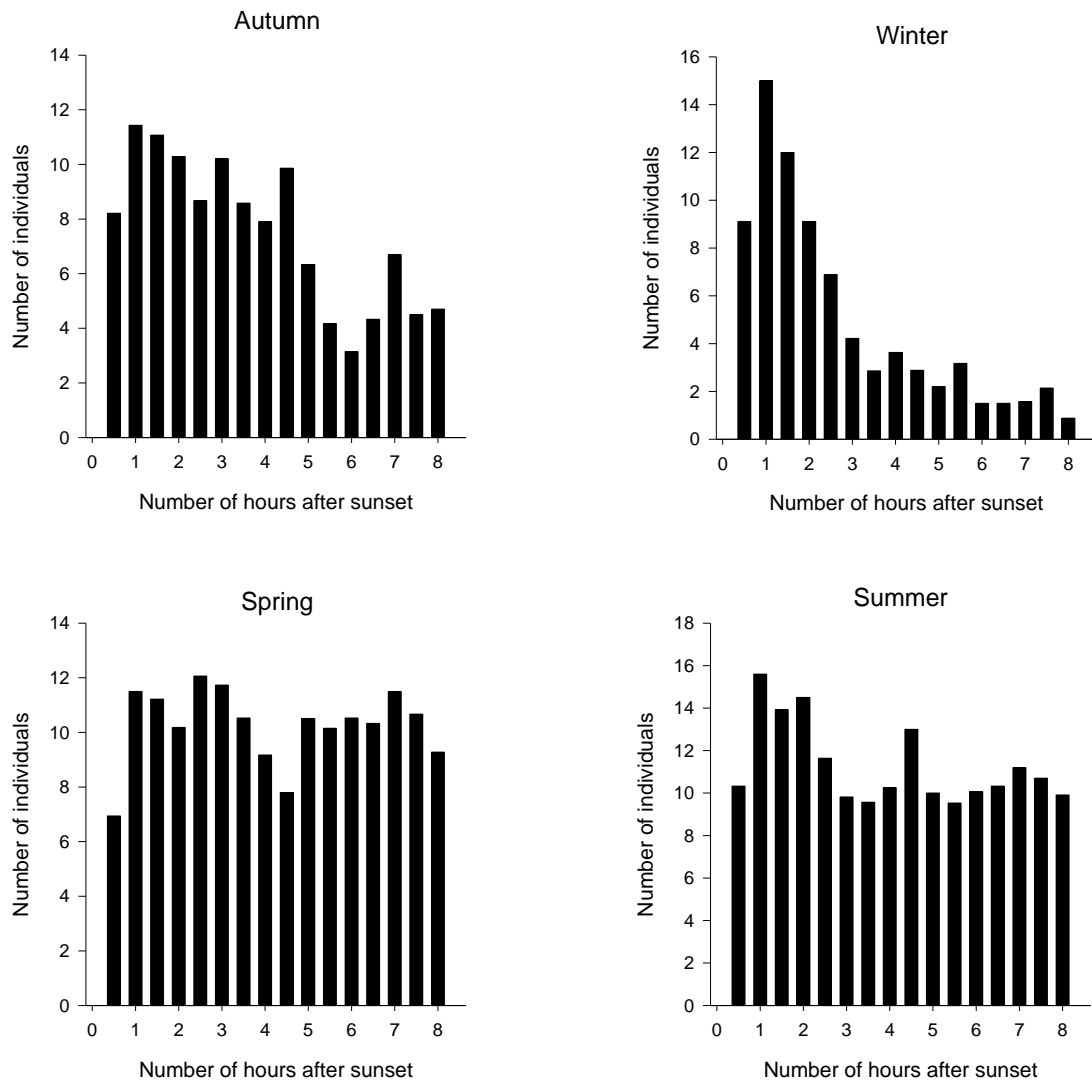 Autumn
14
12
10
8
6
4
2
0
Number of individuals
0 1 2 3 4 5 6 7 8
Number of hours after sunset
Winter
16
14
12
10
8
6
4
2
0
Number of individuals
0 1 2 3 4 5 6 7 8
Number of hours after sunset
Spring
14
12
10
8
6
4
2
0
Number of individuals
0 1 2 3 4 5 6 7 8
Number of hours after sunset
Summer
18
16
14
12
10
8
6
4
2
0
Number of individuals
0 1 2 3 4 5 6 7 8
Number of hours after sunset